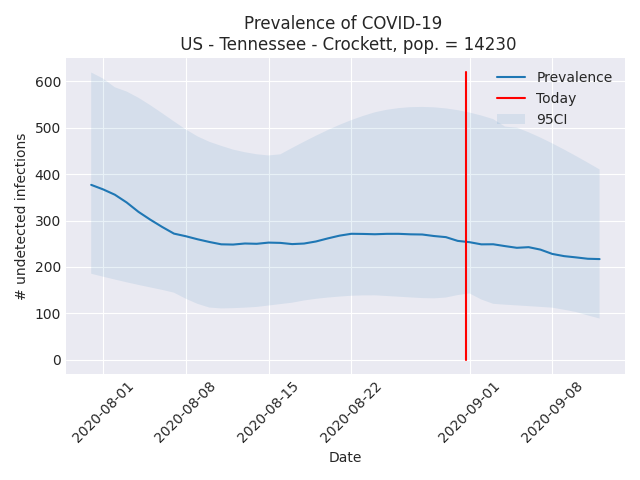 Prevalence of COVID-19
US - Tennessee - Crockett, pop. = 14230
Prevalence
Today
95CI
# undetected infections
600
500
400
300
200
100
0
2020-08-01
2020-08-08
2020-08-15
2020-08-22
2020-09-01
2020-09-08
Date